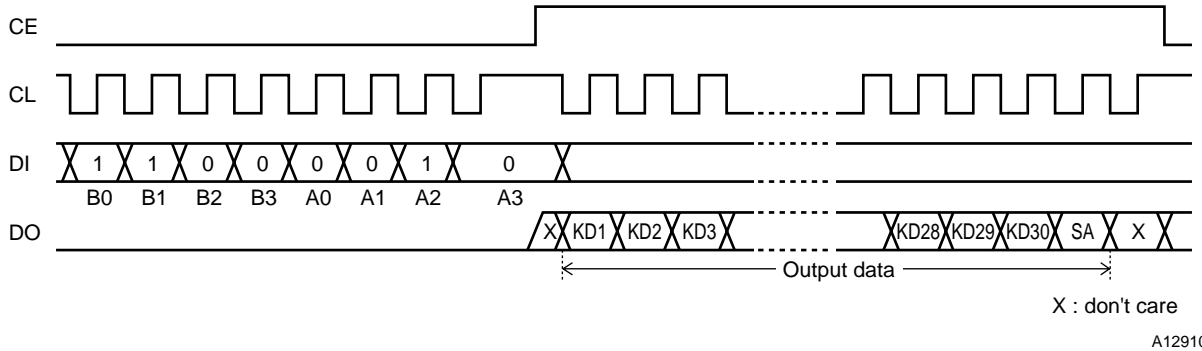 CE
CL
DI 1 1 0 0 0 0 1 0
B0 B1 B2 B3 A0 A1 A2 A3
DO X KD1 KD2 KD3 KD28 KD29 KD30 SA X
Output data
X : don't care
A12910